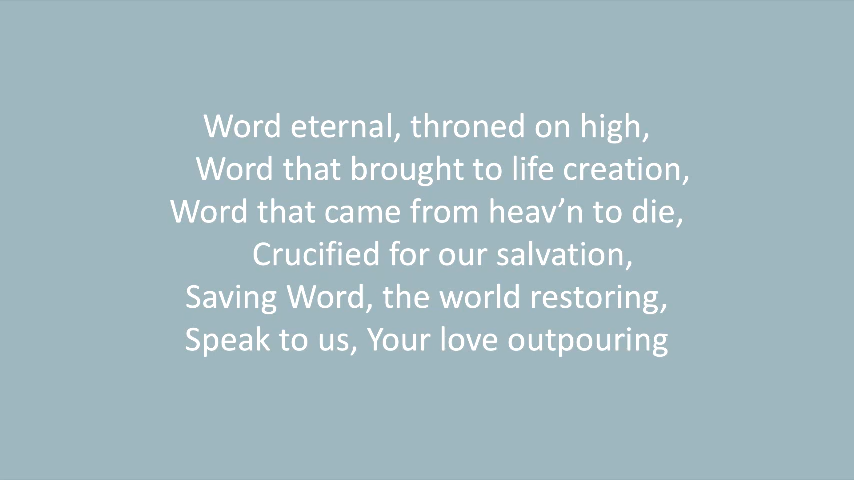 Word eternal, throned on high,
Word that brought to life creation,
Word that came from heav’n to die,
Crucified for our salvation,
Saving Word, the world restoring,
Speak to us, Your love outpouring